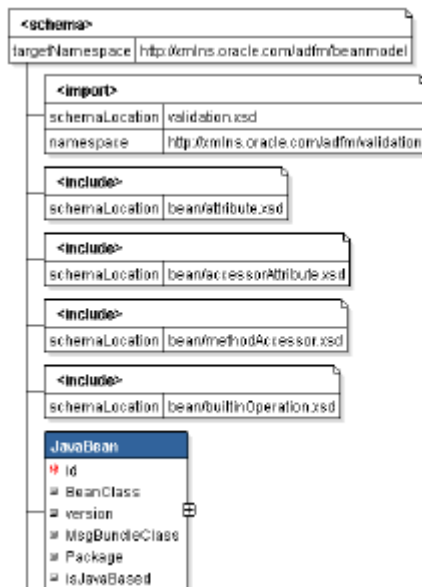 <schema>
targetNamespace http://xmlns.oracle.com/adfm/beanmodel
<import>
schemaLocation validation.xsd
namespace http://xmlns.oracle.com/adfm/validation
<include>
schemaLocation bean/attribute.xsd
<include>
schemaLocation bean/accessorAttribute.xsd
<include>
schemaLocation bean/methodAccessor.xsd
<include>
schemaLocation bean/builtinOperation.xsd
JavaBean
id
BeanClass
version
MsgBundleClass
Package
isJavaBased